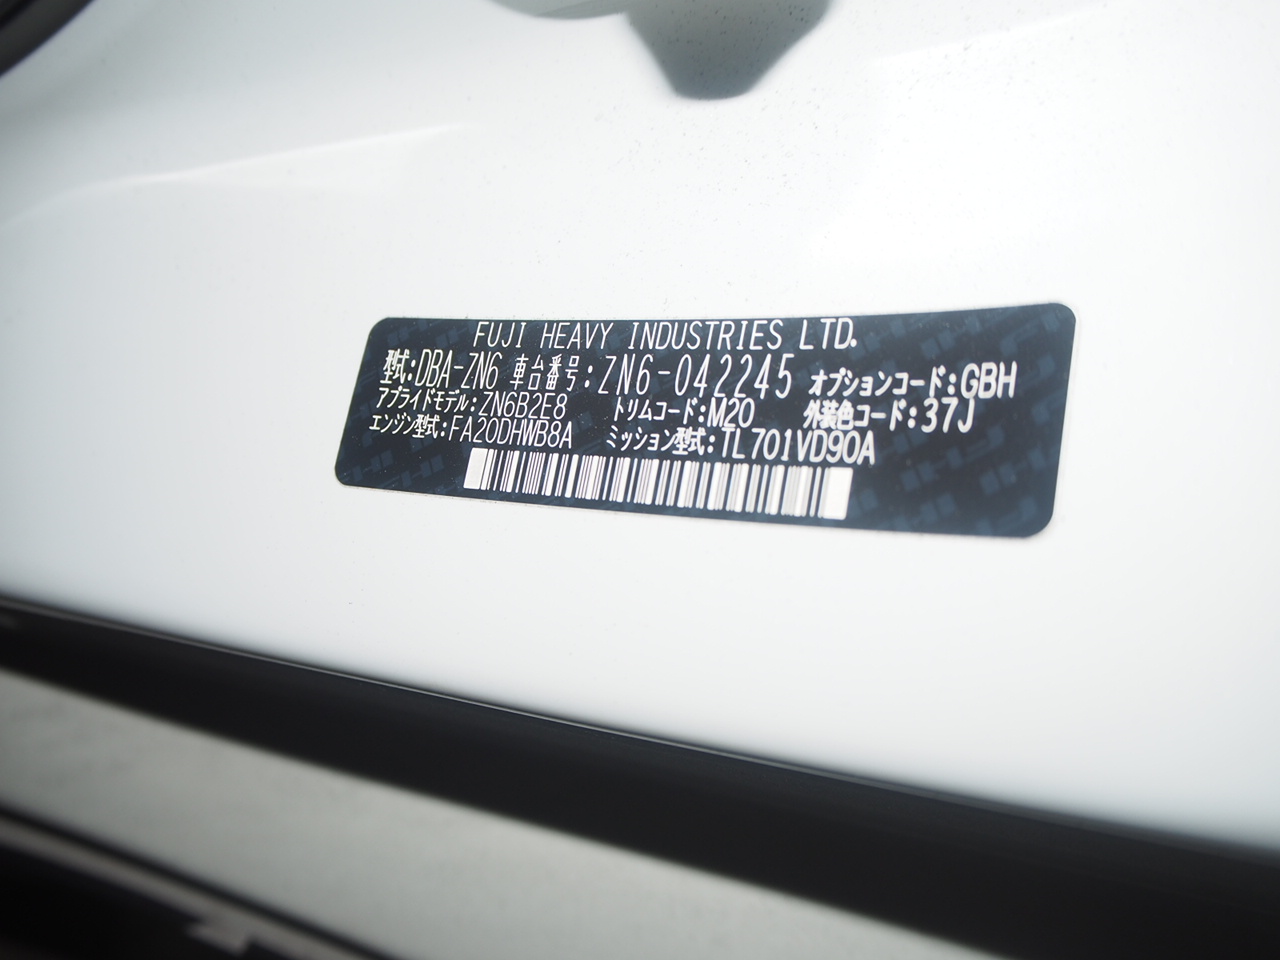 FUJI HEAVY INDUSTRIES LTD.
型式:DBA-ZN6 車台番号:ZN6-042245 オプションコード:GBH
アプライドモデル:ZN6B2E8 トリムコード:M20 外装色コード:37J
エンジン型式:FA20DHWB8A ミッション型式:TL701VD90A